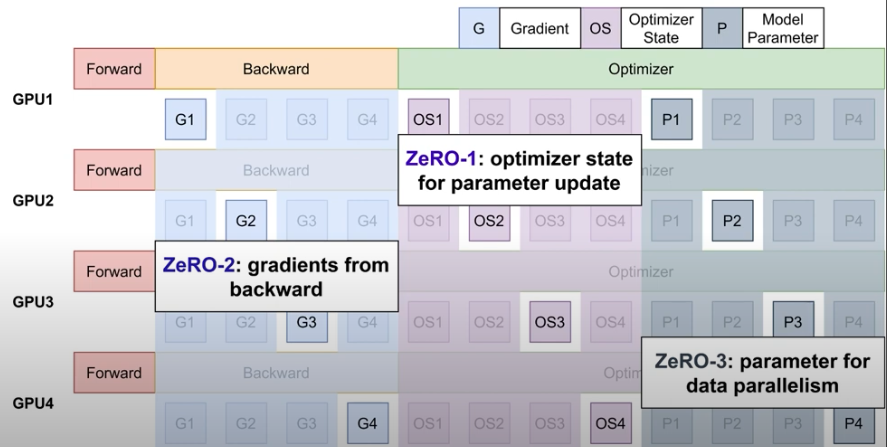 G Gradient OS Optimizer State P Model Parameter
Forward Backward Optimizer
GPU1
G1 G2 G3 G4 OS1 OS2 OS3 OS4 P1 P2 P3 P4
ZeRO-1: optimizer state
for parameter update
Forward Backward nizer
GPU2
G1 G2 G3 G4 OS1 OS2 OS3 OS4 P1 P2 P3 P4
ZeRO-2: gradients from
backward
Forward Optimizer
GPU3
G1 G2 G3 G4 OS1 OS2 OS3 OS4 P1 P2 P3 P4
ZeRO-3: parameter for
data parallelism
Forward Backward Optim
GPU4
G1 G2 G3 G4 OS1 OS2 OS3 OS4 P1 P2 P3 P4